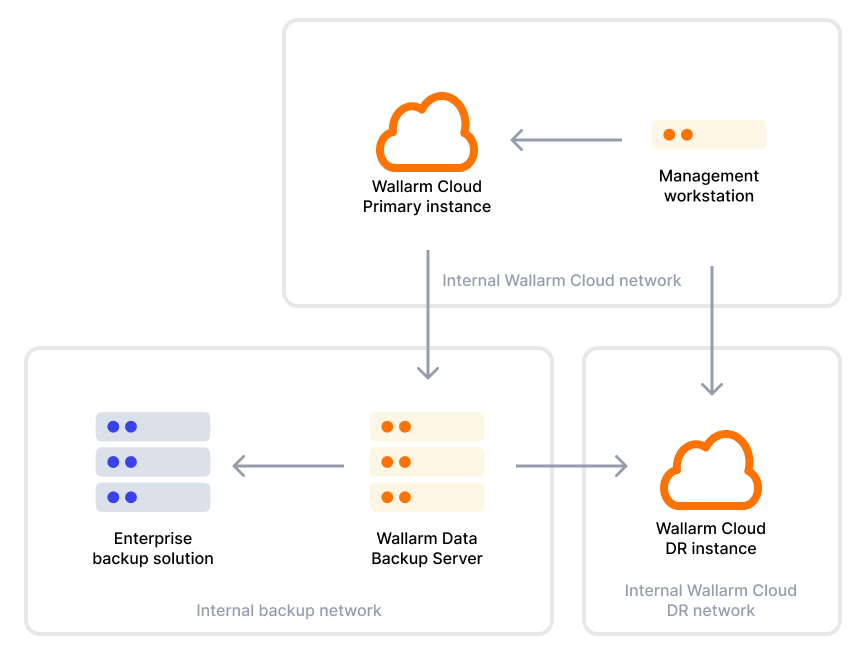 Wallarm Cloud
Primary instance
Management
workstation
Internal Wallarm Cloud network
Enterprise
backup solution
Wallarm Data
Backup Server
Internal backup network
Wallarm Cloud
DR instance
Internal Wallarm Cloud
DR network